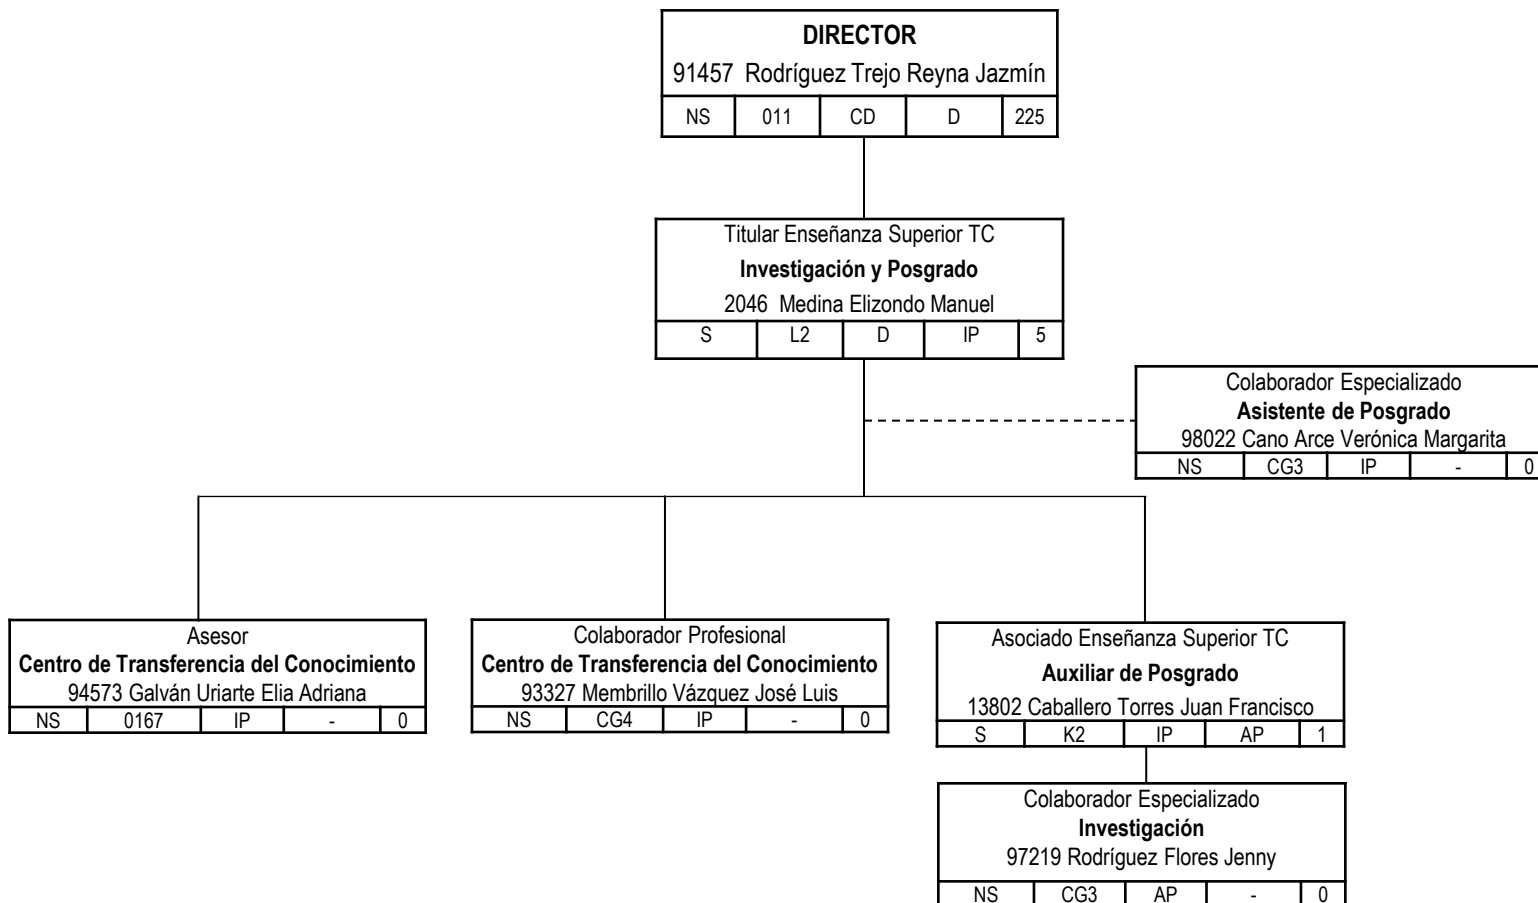 DIRECTOR
91457 Rodríguez Trejo Reyna Jazmín
NS 011 CD D 225
Titular Enseñanza Superior TC
Investigación y Posgrado
2046 Medina Elizondo Manuel
S L2 D IP 5
Colaborador Especializado
Asistente de Posgrado
98022 Cano Arce Verónica Margarita
NS CG3 IP - 0
Asesor
Centro de Transferencia del Conocimiento
94573 Galván Uriarte Elia Adriana
NS 0167 IP - 0
Colaborador Profesional
Centro de Transferencia del Conocimiento
93327 Membrillo Vázquez José Luis
NS CG4 IP - 0
Asociado Enseñanza Superior TC
Auxiliar de Posgrado
13802 Caballero Torres Juan Francisco
S K2 IP AP 1
Colaborador Especializado
Investigación
97219 Rodríguez Flores Jenny
NS CG3 AP - 0